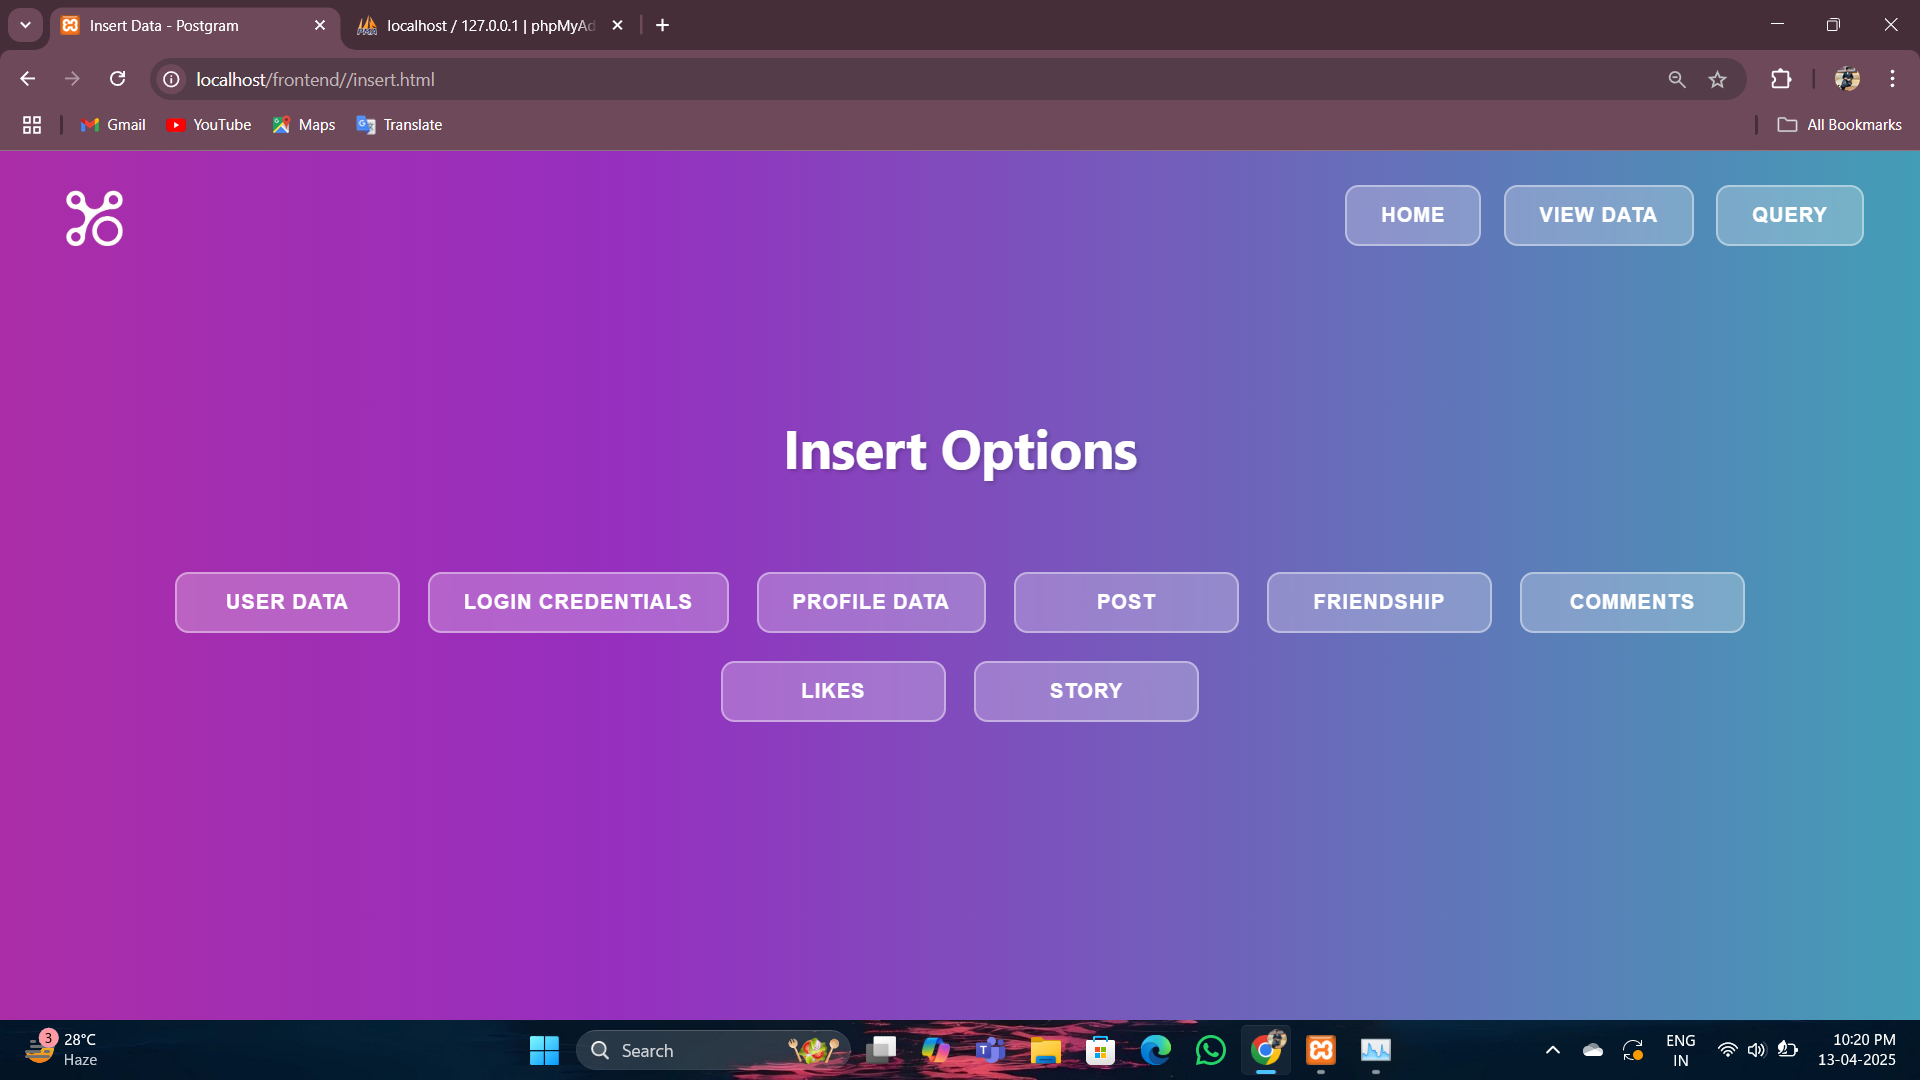 Insert Data - Postgram
localhost / 127.0.0.1 | phpMyAd
localhost/frontend//insert.html
Gmail
YouTube
Maps
Translate
All Bookmarks
HOME
VIEW DATA
QUERY
Insert Options
USER DATA
LOGIN CREDENTIALS
PROFILE DATA
POST
FRIENDSHIP
COMMENTS
LIKES
STORY
3
28°C
Haze
Search
ENG
IN
10:20 PM
13-04-2025